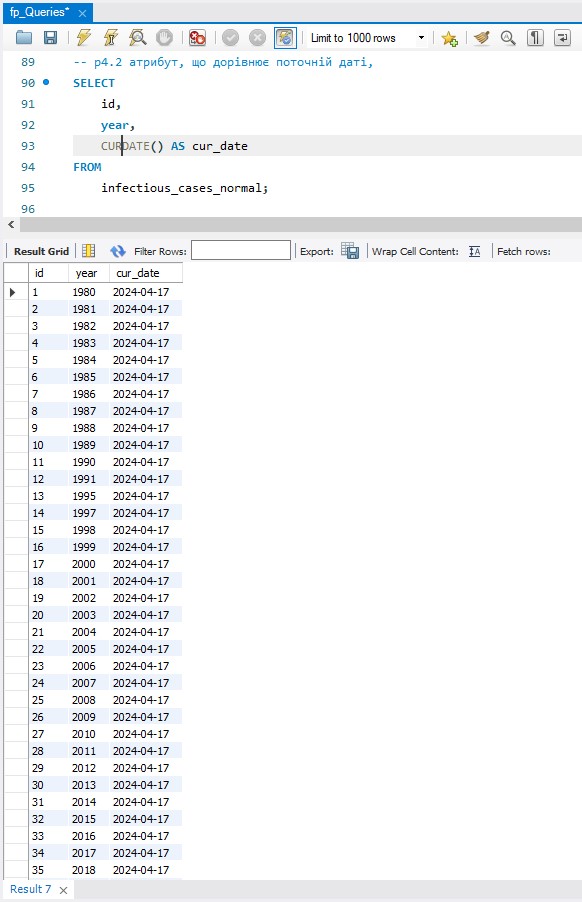 fp_Queries*
Limit to 1000 rows
89 -- p4.2 атрибут, що дорівнює поточній даті,
90 SELECT
91 id,
92 year,
93 CURDATE() AS cur_date
94 FROM
95 infectious_cases_normal;
96
Result Grid Filter Rows: Export: Wrap Cell Content: Fetch rows:
id year cur_date
1 1980 2024-04-17
2 1981 2024-04-17
3 1982 2024-04-17
4 1983 2024-04-17
5 1984 2024-04-17
6 1985 2024-04-17
7 1986 2024-04-17
8 1987 2024-04-17
9 1988 2024-04-17
10 1989 2024-04-17
11 1990 2024-04-17
12 1991 2024-04-17
13 1995 2024-04-17
14 1997 2024-04-17
15 1998 2024-04-17
16 1999 2024-04-17
17 2000 2024-04-17
18 2001 2024-04-17
19 2002 2024-04-17
20 2003 2024-04-17
21 2004 2024-04-17
22 2005 2024-04-17
23 2006 2024-04-17
24 2007 2024-04-17
25 2008 2024-04-17
26 2009 2024-04-17
27 2010 2024-04-17
28 2011 2024-04-17
29 2012 2024-04-17
30 2013 2024-04-17
31 2014 2024-04-17
32 2015 2024-04-17
33 2016 2024-04-17
34 2017 2024-04-17
35 2018 2024-04-17
Result 7